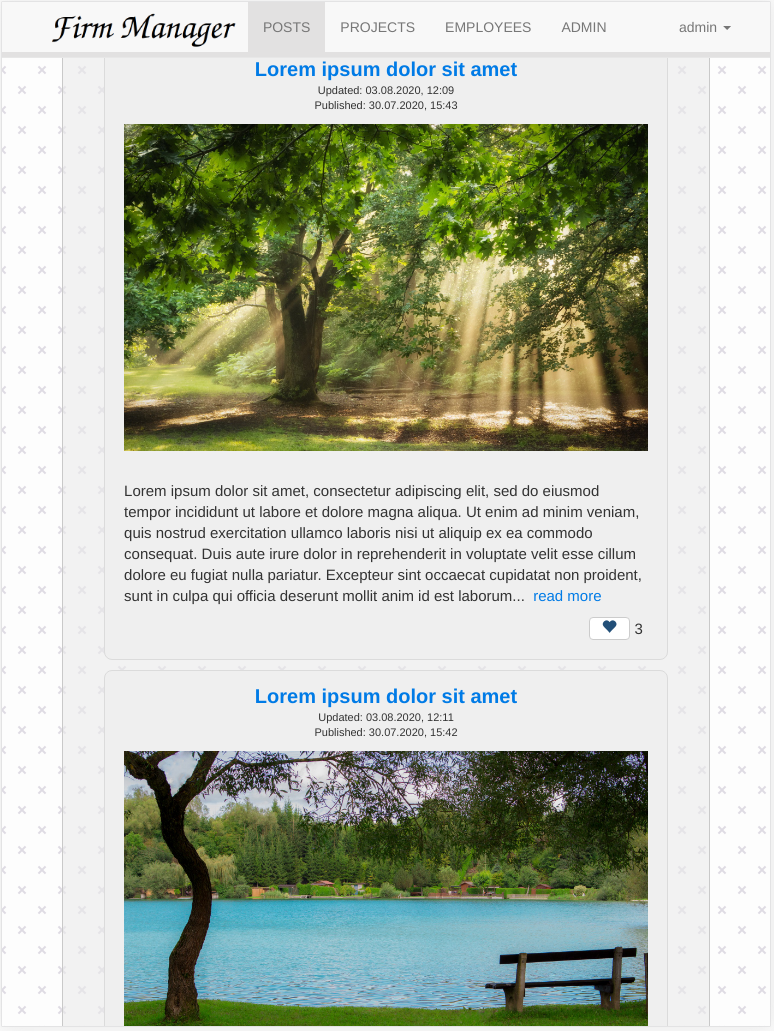 Firm Manager POSTS PROJECTS EMPLOYEES ADMIN admin
Lorem ipsum dolor sit amet
Updated: 03.08.2020, 12:09
Published: 30.07.2020, 15:43
Lorem ipsum dolor sit amet, consectetur adipiscing elit, sed do eiusmod
tempor incididunt ut labore et dolore magna aliqua. Ut enim ad minim veniam,
quis nostrud exercitation ullamco laboris nisi ut aliquip ex ea commodo
consequat. Duis aute irure dolor in reprehenderit in voluptate velit esse cillum
dolore eu fugiat nulla pariatur. Excepteur sint occaecat cupidatat non proident,
sunt in culpa qui officia deserunt mollit anim id est laborum... read more
3
Lorem ipsum dolor sit amet
Updated: 03.08.2020, 12:11
Published: 30.07.2020, 15:42